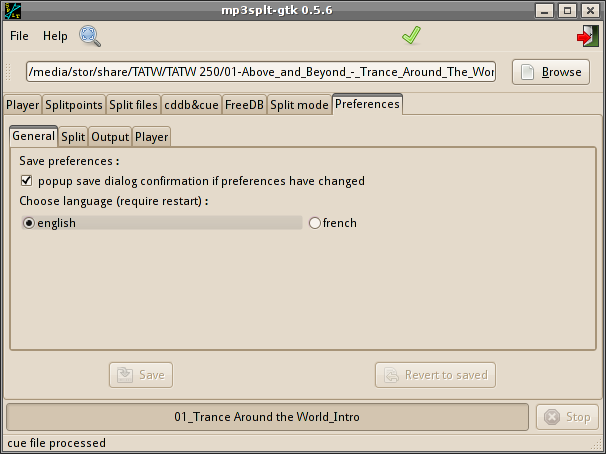 mp3splt-gtk 0.5.6
File Help
/media/stor/share/TATW/TATW 250/01-Above_and_Beyond_-_Trance_Around_The_Wor Browse
Player Splitpoints Split files cddb&cue FreeDB Split mode Preferences
General Split Output Player
Save preferences :
popup save dialog confirmation if preferences have changed
Choose language (require restart) :
english french
Save Revert to saved
01_Trance Around the World_Intro Stop
cue file processed